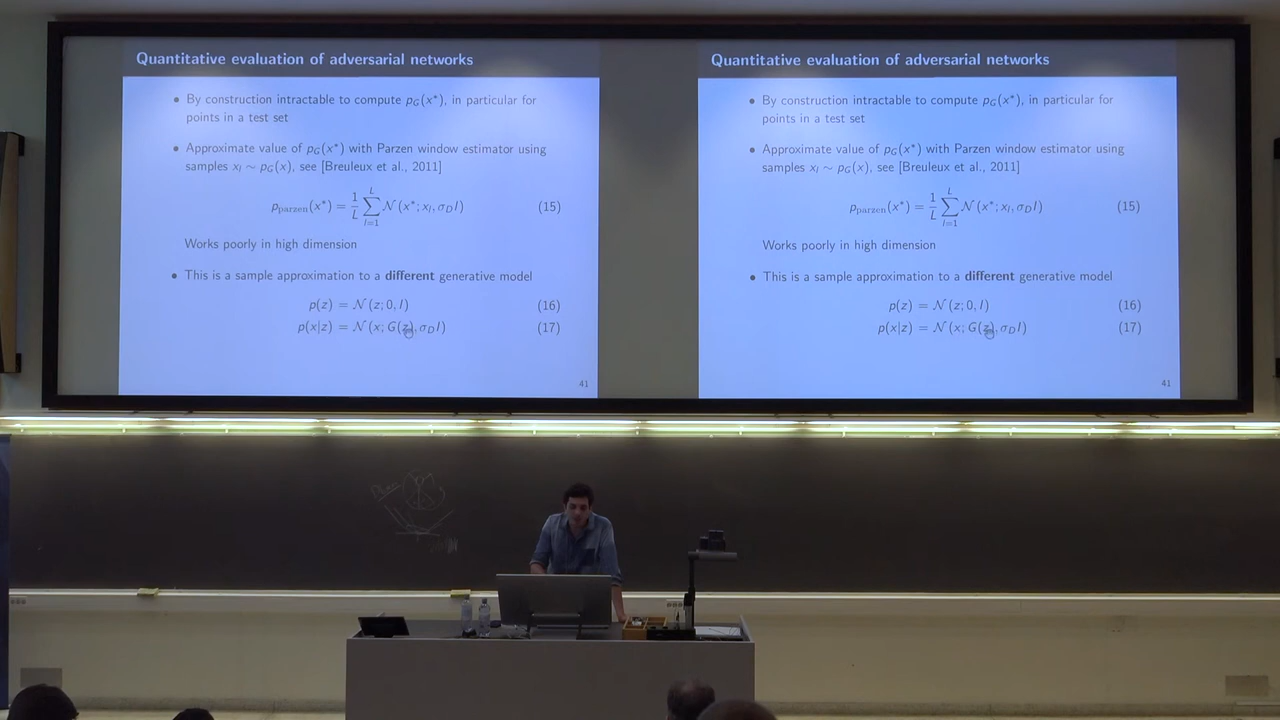 Quantitative evaluation of adversarial networks
• By construction intractable to compute p_G(x*), in particular for
points in a test set
• Approximate value of p_G(x*) with Parzen window estimator using
samples x_l ∼ p_G(x), see [Breuleux et al., 2011]
p_parzen(x*) = 1/L ∑_{l=1}^{L} 𝒩(x*; x_l, σ_D I) (15)
Works poorly in high dimension
• This is a sample approximation to a different generative model
p(z) = 𝒩(z; 0, I) (16)
p(x|z) = 𝒩(x; G(z), σ_D I) (17)
41
Quantitative evaluation of adversarial networks
• By construction intractable to compute p_G(x*), in particular for
points in a test set
• Approximate value of p_G(x*) with Parzen window estimator using
samples x_l ∼ p_G(x), see [Breuleux et al., 2011]
p_parzen(x*) = 1/L ∑_{l=1}^{L} 𝒩(x*; x_l, σ_D I) (15)
Works poorly in high dimension
• This is a sample approximation to a different generative model
p(z) = 𝒩(z; 0, I) (16)
p(x|z) = 𝒩(x; G(z), σ_D I) (17)
41